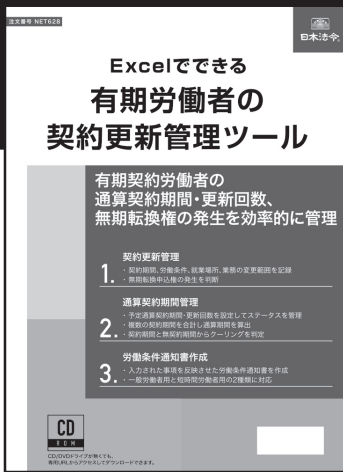 注文番号 NET628
日本法令®
Excelでできる
有期労働者の
契約更新管理ツール
有期契約労働者の
通算契約期間・更新回数、
無期転換権の発生を効率的に管理
1.
契約更新管理
・契約期間、労働条件、就業場所、業務の変更範囲を記録
・無期転換申込権の発生を判断
2.
通算契約期間管理
・予定通算契約期間・更新回数を設定してステータスを管理
・複数の契約期間を合計し通算期間を算出
・契約期間と無契約期間からクーリングを判定
3.
労働条件通知書作成
・入力された事項を反映させた労働条件通知書を作成
・一般労働者用と短時間労働者用の2種類に対応
CD
ROM
CD/DVDドライブが無くても、
専用URLからアクセスしてダウンロードできます。